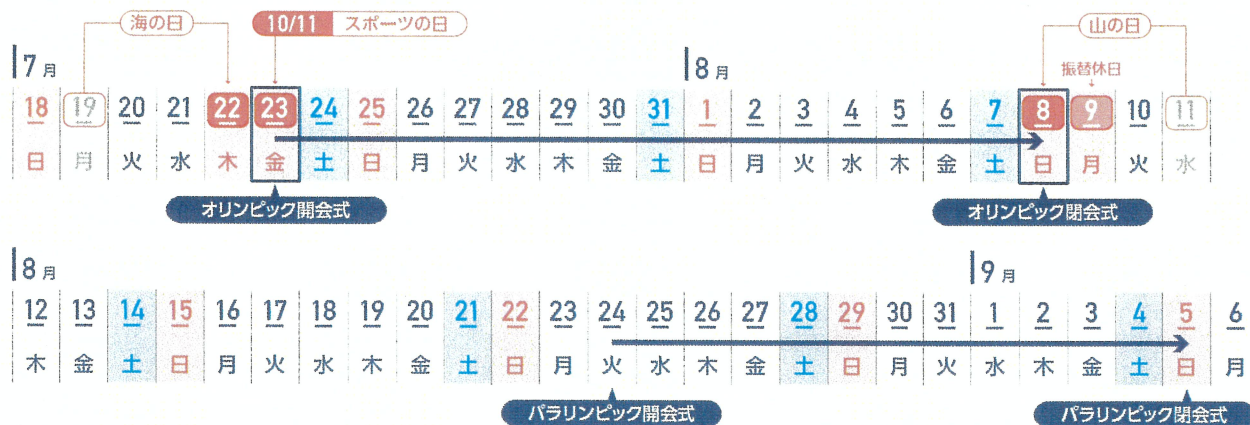 海の日 10/11 スポーツの日 山の日
7月 8月 振替休日
18 19 20 21 22 23 24 25 26 27 28 29 30 31 1 2 3 4 5 6 7 8 9 10 11
日 月 火 水 木 金 土 日 月 火 水 木 金 土 日 月 火 水 木 金 土 日 月 火 水
オリンピック開会式 オリンピック閉会式
8月 9月
12 13 14 15 16 17 18 19 20 21 22 23 24 25 26 27 28 29 30 31 1 2 3 4 5 6
木 金 土 日 月 火 水 木 金 土 日 月 火 水 木 金 土 日 月 火 水 木 金 土 日 月
パラリンピック開会式 パラリンピック閉会式